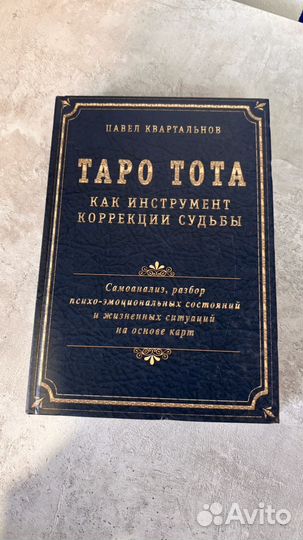 ПАВЕЛ КВАРТАЛЬНОВ
ТАРО ТОТА
КАК ИНСТРУМЕНТ
КОРРЕКЦИИ СУДЬБЫ
Самоанализ, разбор
психо-эмоциональных состояний
и жизненных ситуаций
на основе карт
Avito